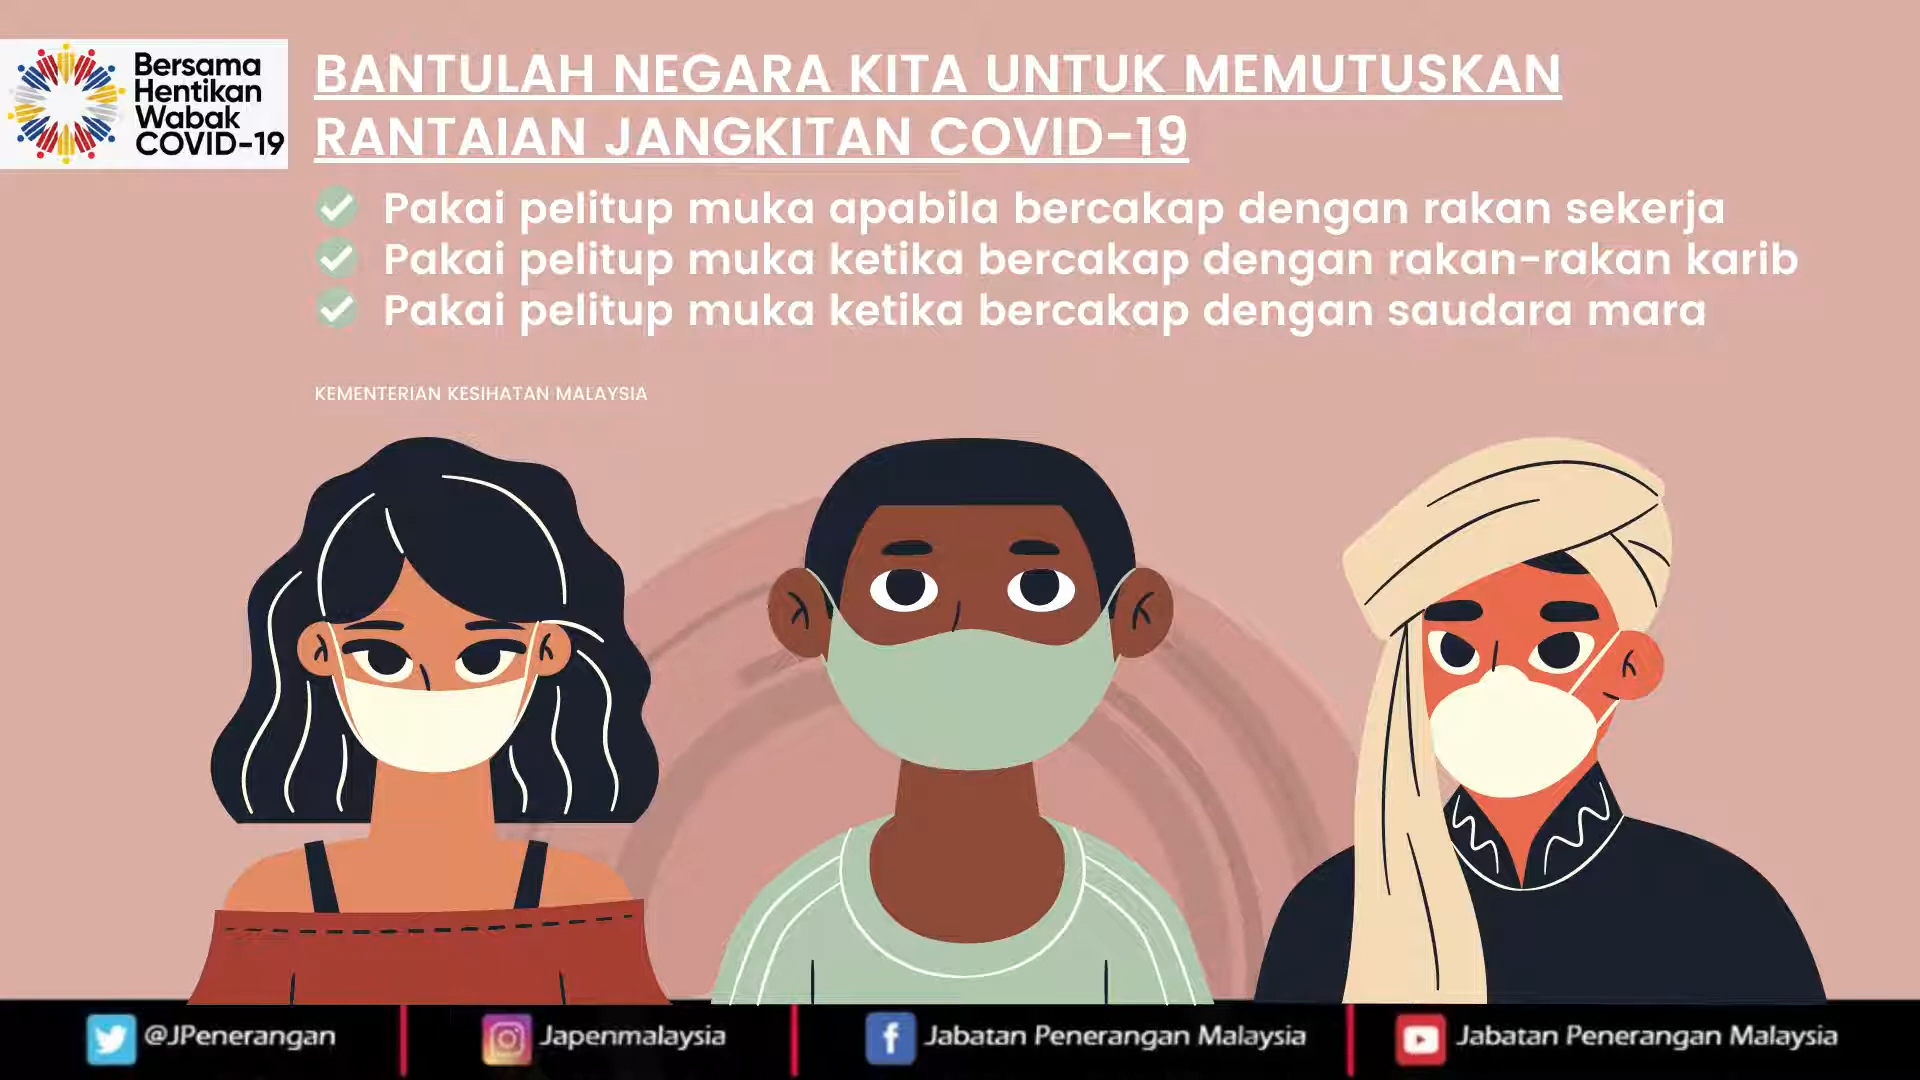 Bersama
Hentikan
Wabak
COVID-19
BANTULAH NEGARA KITA UNTUK MEMUTUSKAN
RANTAIAN JANGKITAN COVID-19
Pakai pelitup muka apabila bercakap dengan rakan sekerja
Pakai pelitup muka ketika bercakap dengan rakan-rakan karib
Pakai pelitup muka ketika bercakap dengan saudara mara
KEMENTERIAN KESIHATAN MALAYSIA
@JPenerangan
Japenmalaysia
Jabatan Penerangan Malaysia
Jabatan Penerangan Malaysia